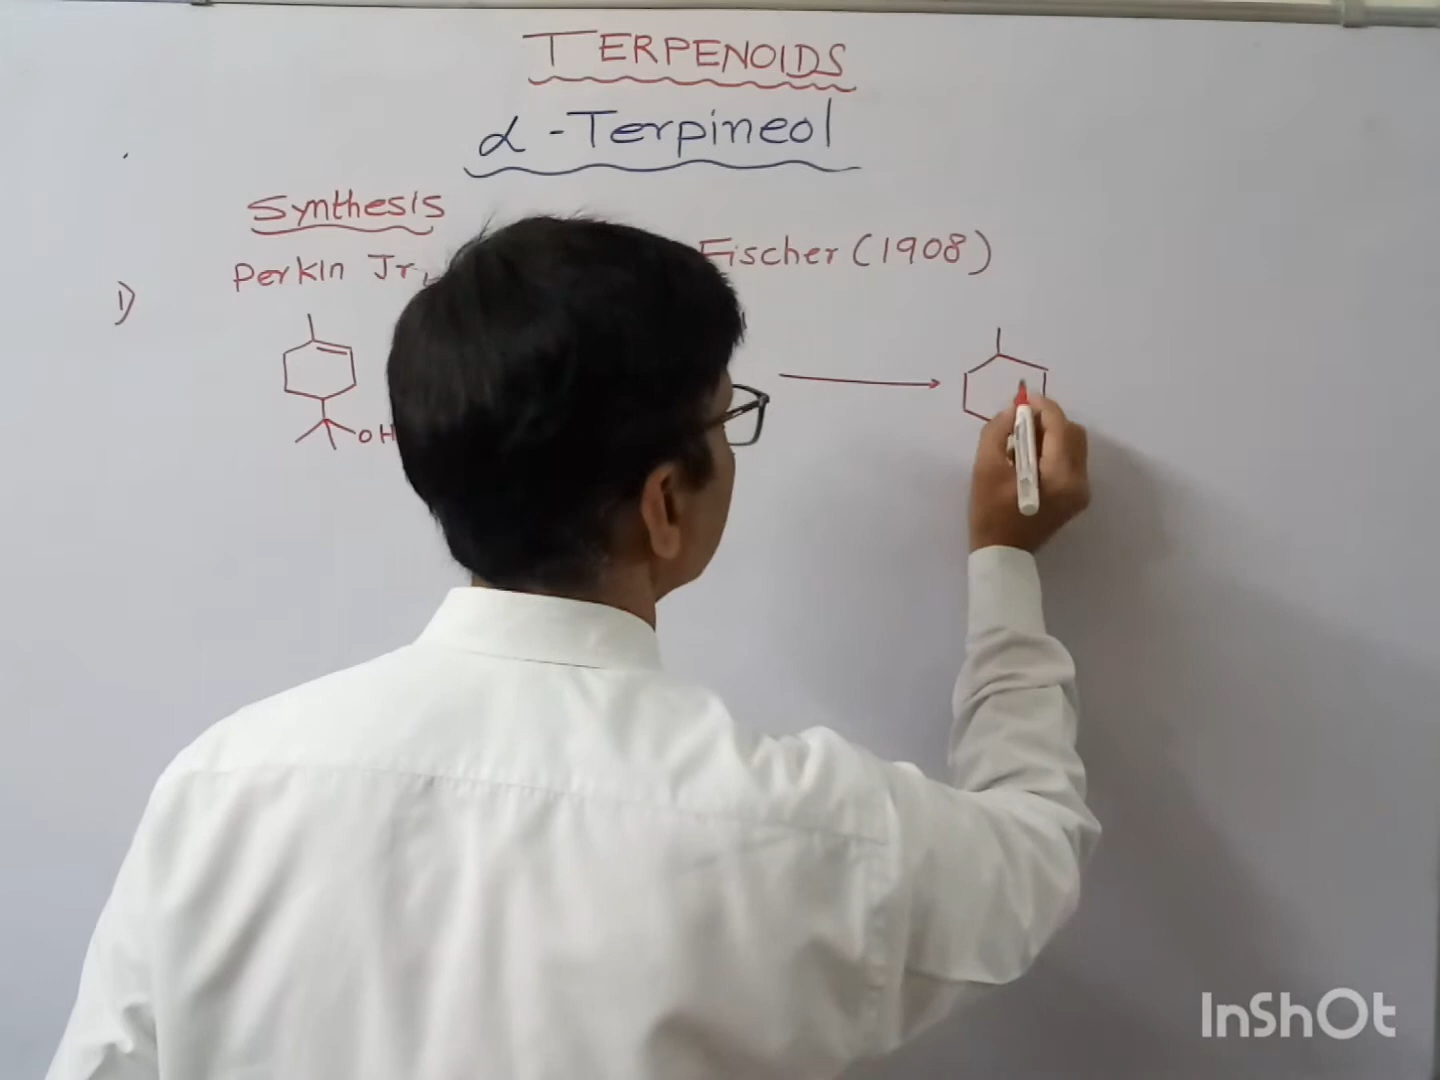 TERPENOIDS
α-Terpineol
Synthesis
1) Perkin Jr, Fischer (1908)
OH
InShOt